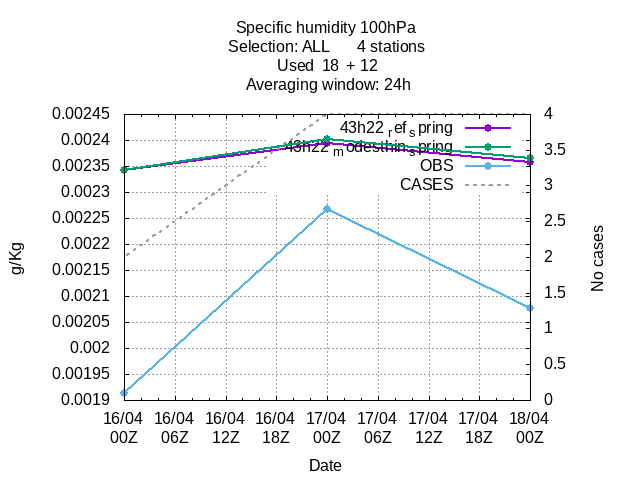 Specific humidity 100hPa
Selection: ALL 4 stations
Used 18 + 12
Averaging window: 24h
0.00245
0.0024
0.00235
0.0023
0.00225
0.0022
0.00215
0.0021
0.00205
0.002
0.00195
0.0019
g/Kg
43h22 refspring
43h22 modesthinspring
OBS
CASES
4
3.5
3
2.5
2
1.5
1
0.5
0
No cases
16/04 16/04 16/04 16/04 17/04 17/04 17/04 17/04 18/04
00Z 06Z 12Z 18Z 00Z 06Z 12Z 18Z 00Z
Date